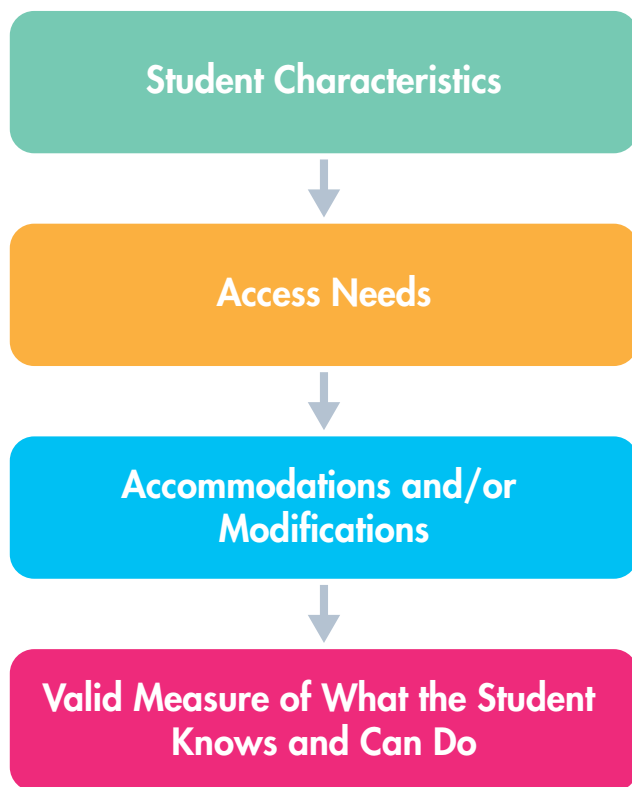 Student Characteristics
Access Needs
Accommodations and/or
Modifications
Valid Measure of What the Student
Knows and Can Do